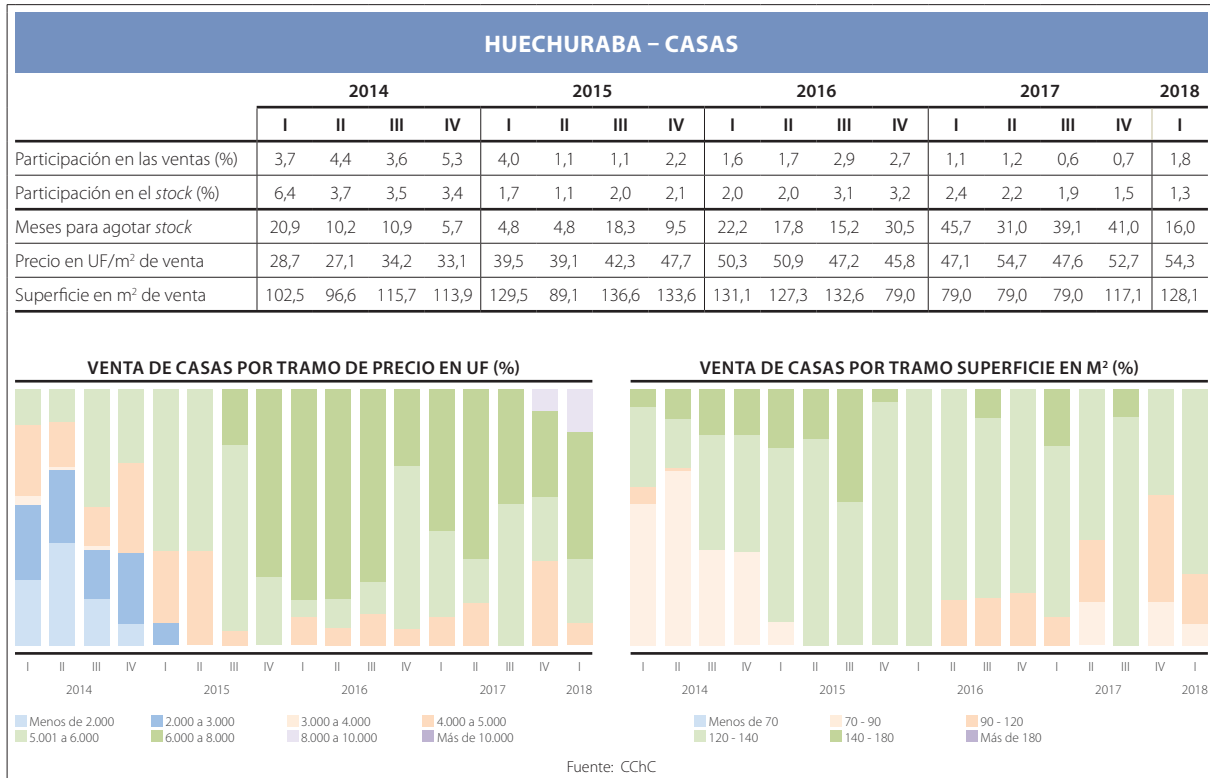 HUECHURABA – CASAS
2014 2015 2016 2017 2018
I II III IV I II III IV I II III IV I II III IV I
Participación en las ventas (%) 3,7 4,4 3,6 5,3 4,0 1,1 1,1 2,2 1,6 1,7 2,9 2,7 1,1 1,2 0,6 0,7 1,8
Participación en el stock (%) 6,4 3,7 3,5 3,4 1,7 1,1 2,0 2,1 2,0 2,0 3,1 3,2 2,4 2,2 1,9 1,5 1,3
Meses para agotar stock 20,9 10,2 10,9 5,7 4,8 4,8 18,3 9,5 22,2 17,8 15,2 30,5 45,7 31,0 39,1 41,0 16,0
Precio en UF/m² de venta 28,7 27,1 34,2 33,1 39,5 39,1 42,3 47,7 50,3 50,9 47,2 45,8 47,1 54,7 47,6 52,7 54,3
Superficie en m² de venta 102,5 96,6 115,7 113,9 129,5 89,1 136,6 133,6 131,1 127,3 132,6 79,0 79,0 79,0 79,0 117,1 128,1
VENTA DE CASAS POR TRAMO DE PRECIO EN UF (%)
I II III IV I II III IV I II III IV I II III IV I
2014 2015 2016 2017 2018
Menos de 2.000 2.000 a 3.000 3.000 a 4.000 4.000 a 5.000
5.001 a 6.000 6.000 a 8.000 8.000 a 10.000 Más de 10.000
VENTA DE CASAS POR TRAMO SUPERFICIE EN M² (%)
I II III IV I II III IV I II III IV I II III IV I
2014 2015 2016 2017 2018
Menos de 70 70 - 90 90 - 120
120 - 140 140 - 180 Más de 180
Fuente: CChC